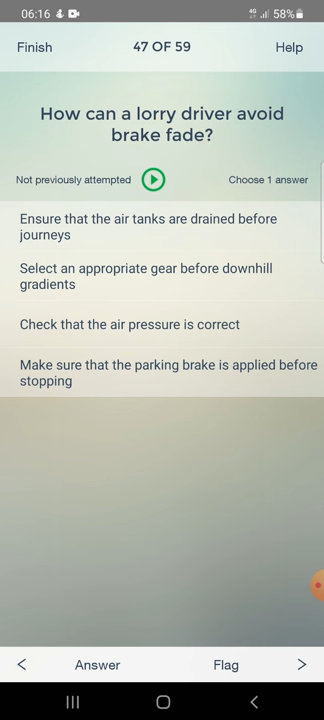 06:16 4G 58%
Finish 47 OF 59 Help
How can a lorry driver avoid
brake fade?
Not previously attempted Choose 1 answer
Ensure that the air tanks are drained before
journeys
Select an appropriate gear before downhill
gradients
Check that the air pressure is correct
Make sure that the parking brake is applied before
stopping
Answer Flag